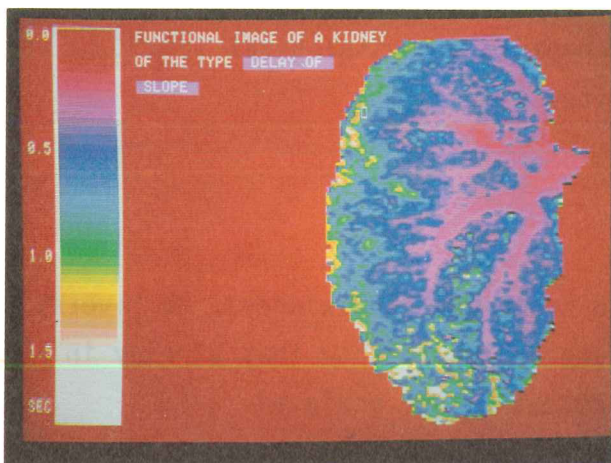 FUNCTIONAL IMAGE OF A KIDNEY
OF THE TYPE DELAY OF
SLOPE
0.0
0.5
1.0
1.5
SEC